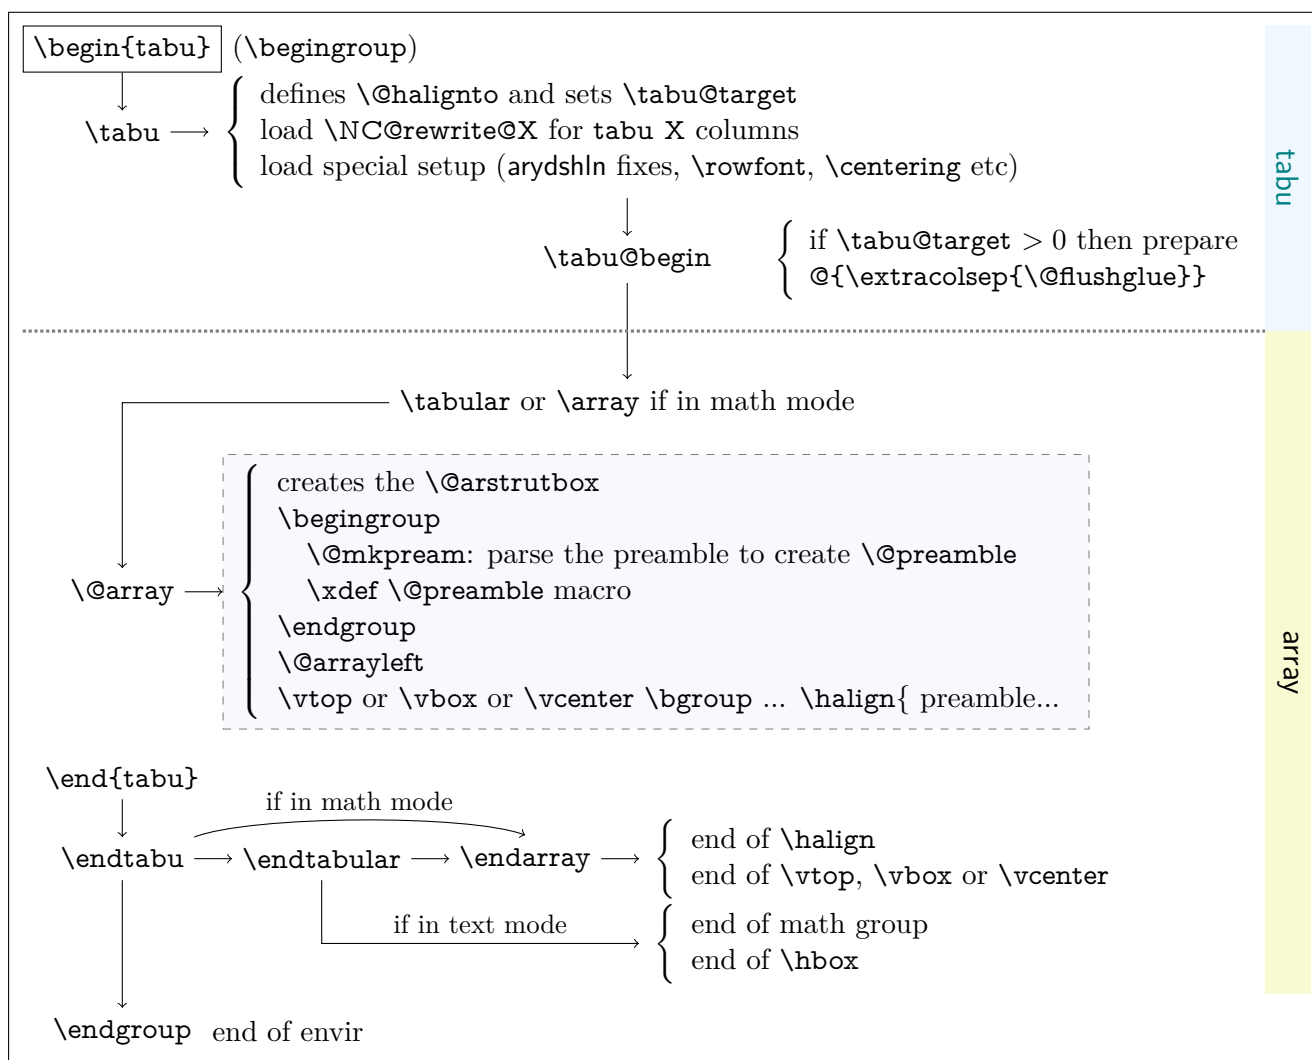 \begin{tabu} (\begingroup)
defines \@halignto and sets \tabu@target
\tabu
load \NC@rewrite@X for tabu X columns
load special setup (arydshln fixes, \rowfont, \centering etc)
tabu
\tabu@begin
if \tabu@target > 0 then prepare
@{\extracolsep{\@flushglue}}
\tabular or \array if in math mode
\@array
creates the \@arstrutbox
\begingroup
\@mkpream: parse the preamble to create \@preamble
\xdef \@preamble macro
\endgroup
\@arrayleft
\vtop or \vbox or \vcenter \bgroup ... \halign{ preamble...
array
\end{tabu}
if in math mode
\endtabu \endtabular \endarray
end of \halign
end of \vtop, \vbox or \vcenter
if in text mode
end of math group
end of \hbox
\endgroup end of envir